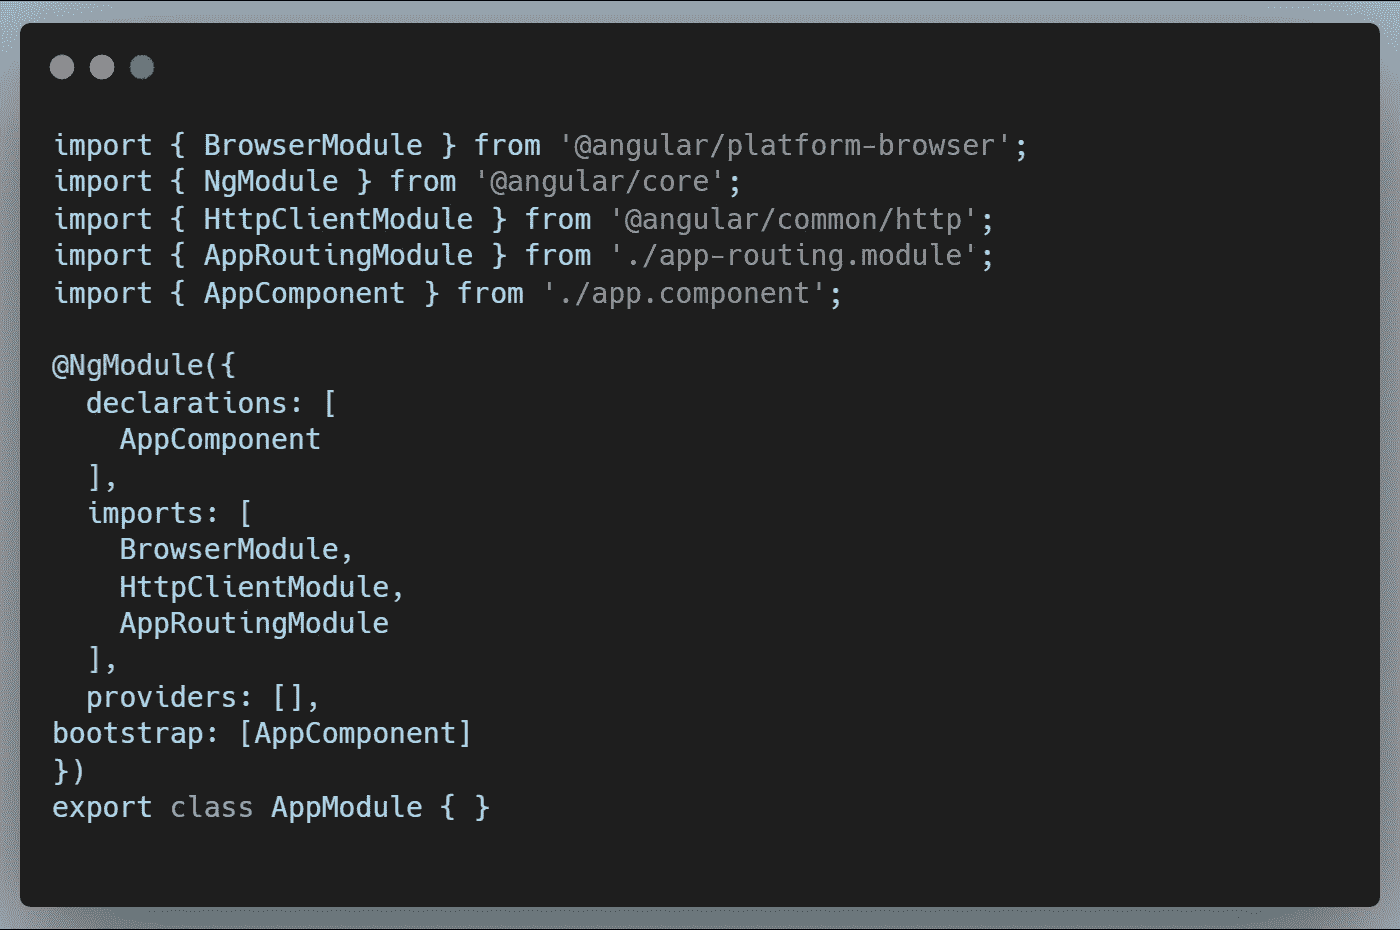 import { BrowserModule } from '@angular/platform-browser';
import { NgModule } from '@angular/core';
import { HttpClientModule } from '@angular/common/http';
import { AppRoutingModule } from './app-routing.module';
import { AppComponent } from './app.component';

@NgModule({
  declarations: [
    AppComponent
  ],
  imports: [
    BrowserModule,
    HttpClientModule,
    AppRoutingModule
  ],
  providers: [],
bootstrap: [AppComponent]
})
export class AppModule { }